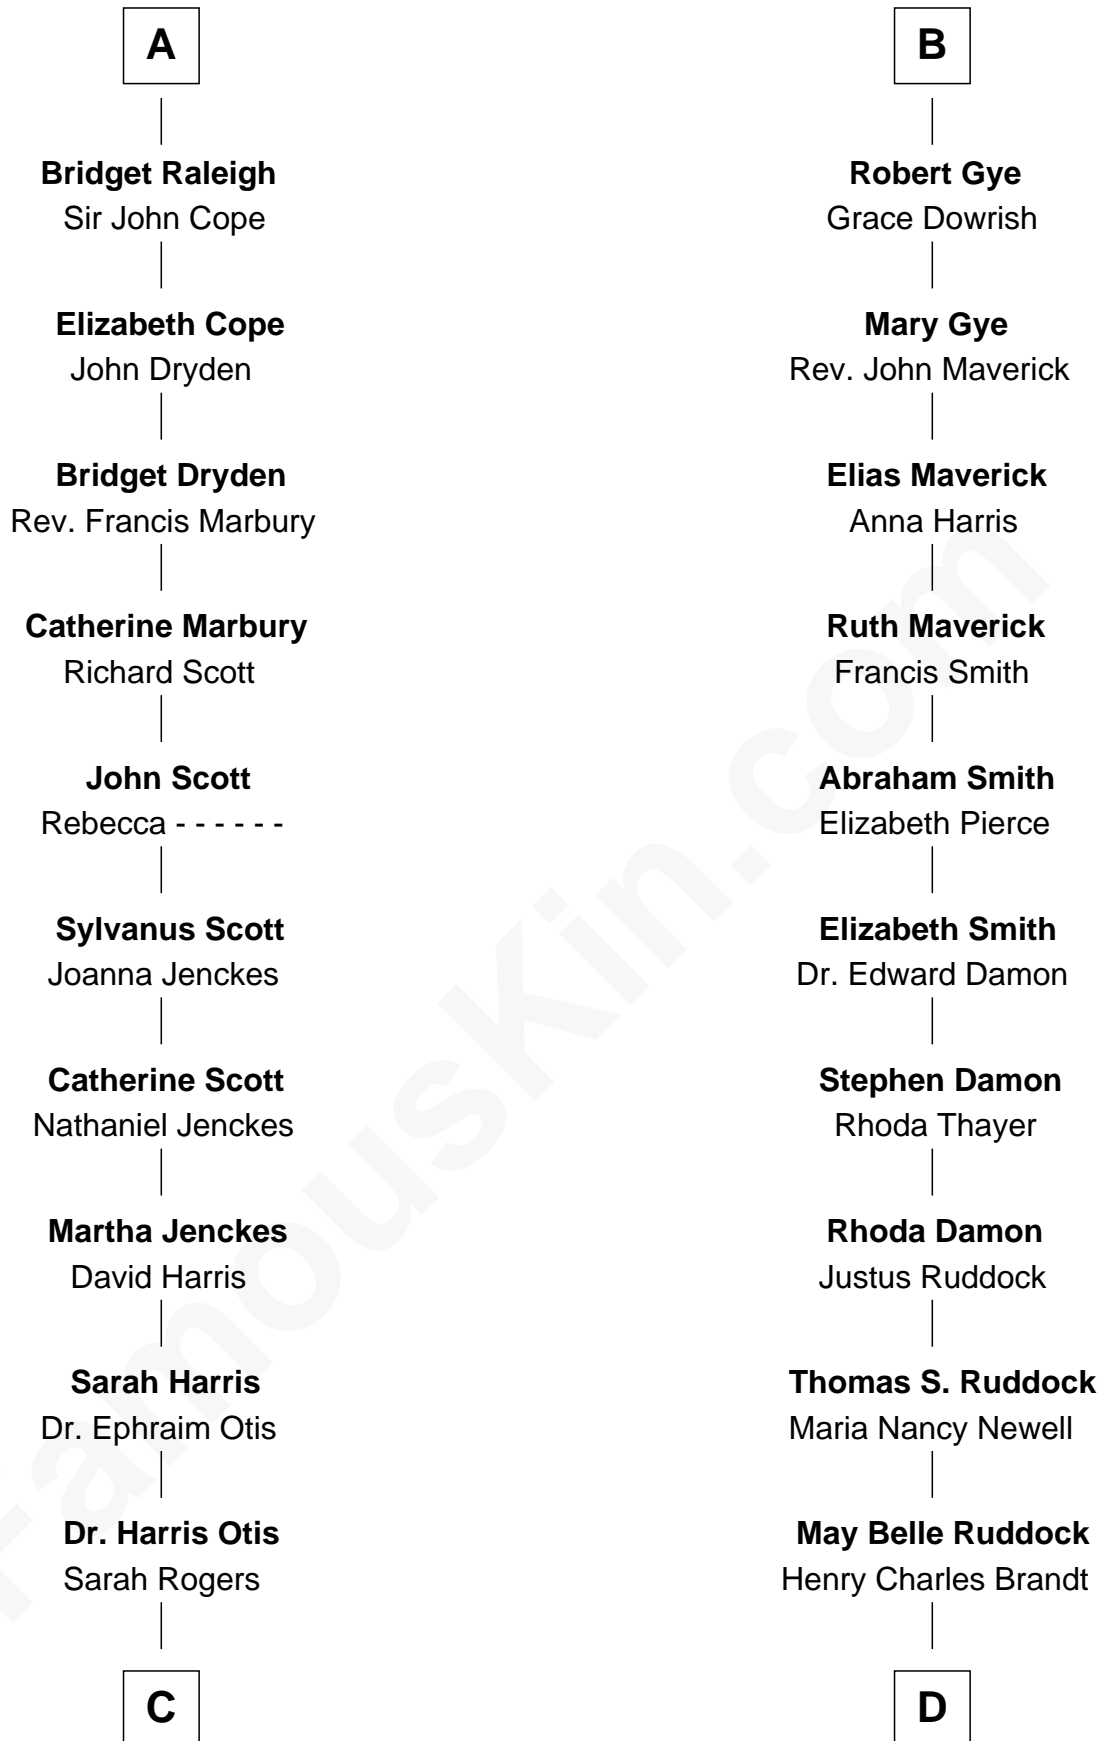 A
Bridget Raleigh
Sir John Cope
Elizabeth Cope
John Dryden
Bridget Dryden
Rev. Francis Marbury
Catherine Marbury
Richard Scott
John Scott
Rebecca - - - - - -
Sylvanus Scott
Joanna Jenckes
Catherine Scott
Nathaniel Jenckes
Martha Jenckes
David Harris
Sarah Harris
Dr. Ephraim Otis
Dr. Harris Otis
Sarah Rogers
C
B
Robert Gye
Grace Dowrish
Mary Gye
Rev. John Maverick
Elias Maverick
Anna Harris
Ruth Maverick
Francis Smith
Abraham Smith
Elizabeth Pierce
Elizabeth Smith
Dr. Edward Damon
Stephen Damon
Rhoda Thayer
Rhoda Damon
Justus Ruddock
Thomas S. Ruddock
Maria Nancy Newell
May Belle Ruddock
Henry Charles Brandt
D
FamousKin.com